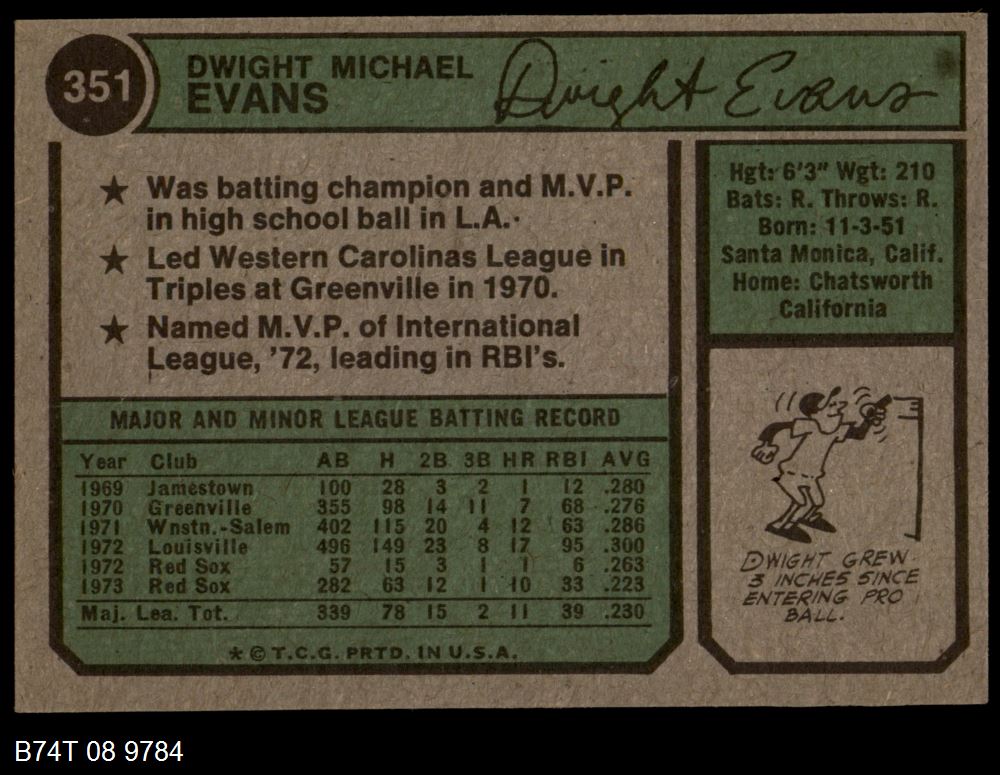 351
DWIGHT MICHAEL
EVANS
Dwight Evans
★ Was batting champion and M.V.P.
in high school ball in L.A.
★ Led Western Carolinas League in
Triples at Greenville in 1970.
★ Named M.V.P. of International
League, '72, leading in RBI's.
Hgt: 6'3" Wgt: 210
Bats: R. Throws: R.
Born: 11-3-51
Santa Monica, Calif.
Home: Chatsworth
California
MAJOR AND MINOR LEAGUE BATTING RECORD
Year Club AB H 2B 3B HR RBI AVG
1969 Jamestown 100 28 3 2 1 12 .280
1970 Greenville 355 98 14 11 7 68 .276
1971 Wnstn.-Salem 402 115 20 4 12 63 .286
1972 Louisville 496 149 23 8 17 95 .300
1972 Red Sox 57 15 3 1 1 6 .263
1973 Red Sox 282 63 12 1 10 33 .223
Maj. Lea. Tot. 339 78 15 2 11 39 .230
* © T.C.G. PRTD. IN U.S.A.
DWIGHT GREW
3 INCHES SINCE
ENTERING PRO
BALL.
B74T 08 9784